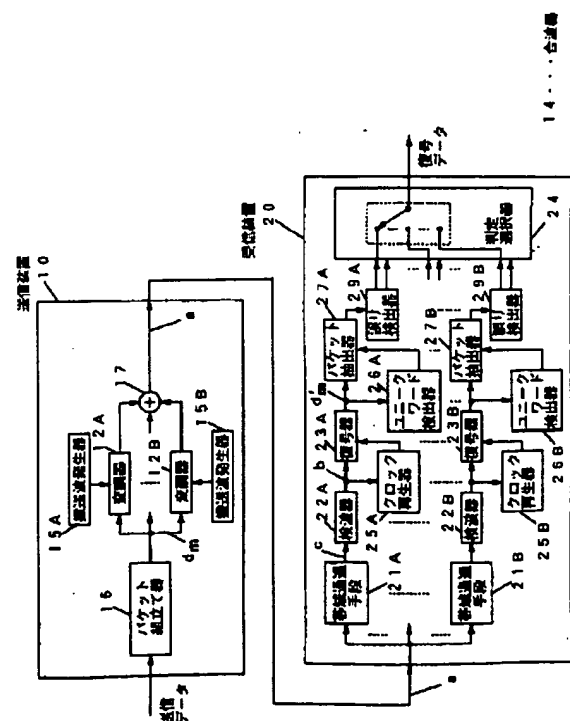 送信装置
10
搬送波発生器
15A
変調器
12A
17
a
変調器
12B
搬送波発生器
15B
dm
16
パケット
組立て器
送信
データ
受信装置
20
復号
データ
判定
選択器
24
27A
パケット
抽出器
29A
誤り
検出器
d'm
26A
ユニーク
ワード
検出器
23A
復号器
b
22A
検波器
25A
クロック
再生器
c
帯域通過
手段
21A
27B
パケット
抽出器
29B
誤り
検出器
ユニーク
ワード
検出器
26B
23B
復号器
22B
検波器
クロック
再生器
25B
帯域通過
手段
21B
a
14・・・合波器